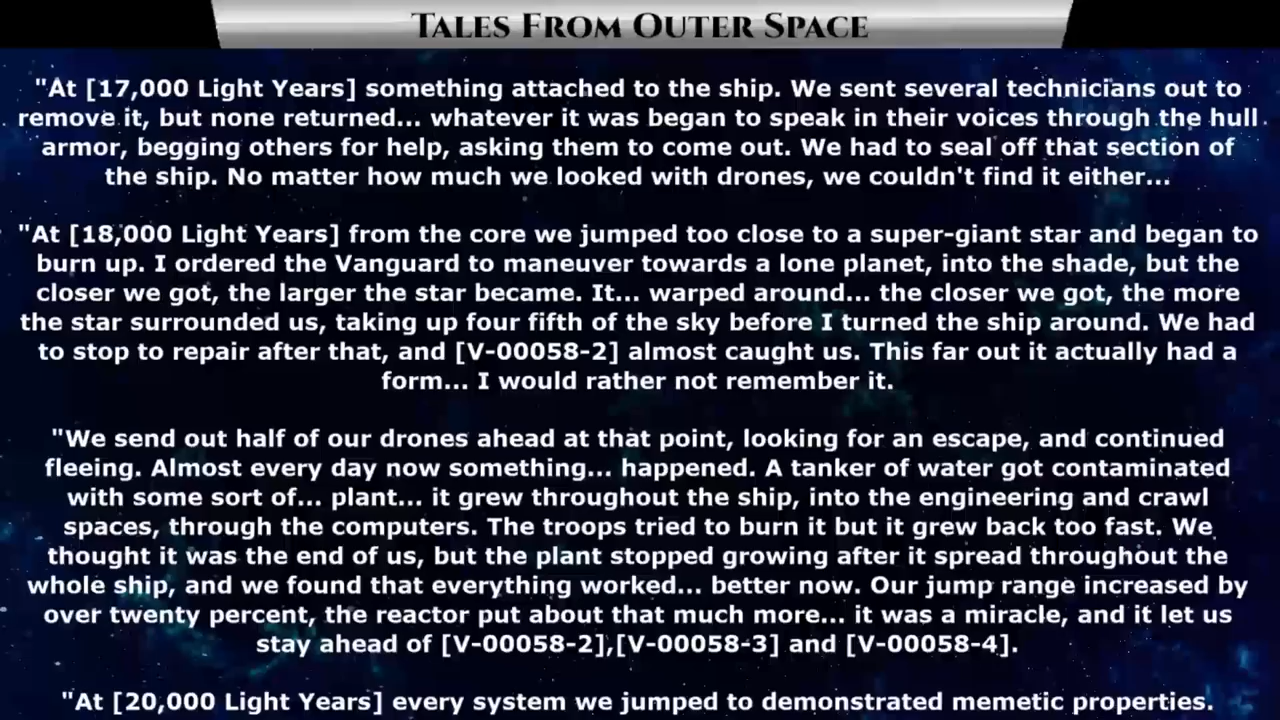 Tales From Outer Space
"At [17,000 Light Years] something attached to the ship. We sent several technicians out to
remove it, but none returned... whatever it was began to speak in their voices through the hull
armor, begging others for help, asking them to come out. We had to seal off that section of
the ship. No matter how much we looked with drones, we couldn't find it either...
"At [18,000 Light Years] from the core we jumped too close to a super-giant star and began to
burn up. I ordered the Vanguard to maneuver towards a lone planet, into the shade, but the
closer we got, the larger the star became. It... warped around... the closer we got, the more
the star surrounded us, taking up four fifth of the sky before I turned the ship around. We had
to stop to repair after that, and [V-00058-2] almost caught us. This far out it actually had a
form... I would rather not remember it.
"We send out half of our drones ahead at that point, looking for an escape, and continued
fleeing. Almost every day now something... happened. A tanker of water got contaminated
with some sort of... plant... it grew throughout the ship, into the engineering and crawl
spaces, through the computers. The troops tried to burn it but it grew back too fast. We
thought it was the end of us, but the plant stopped growing after it spread throughout the
whole ship, and we found that everything worked... better now. Our jump range increased by
over twenty percent, the reactor put about that much more... it was a miracle, and it let us
stay ahead of [V-00058-2],[V-00058-3] and [V-00058-4].
"At [20,000 Light Years] every system we jumped to demonstrated memetic properties.